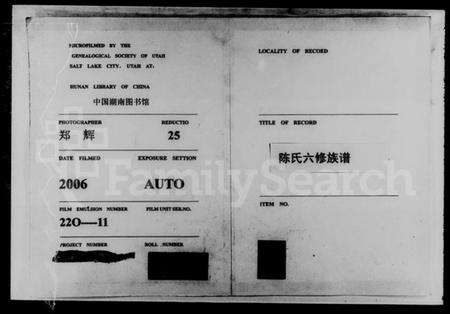 MICROFILMED BY THE
GENEALOGICAL SOCIETY OF UTAH
SALT LAKE CITY, UTAH AT:
HUNAN LIBRARY OF CHINA
中国湖南图书馆
PHOTOGRAPHER REDUCTIO
郑 辉 25
DATE FILMED EXPOSURE SETTION
2006 AUTO
FILM EMULSION NUMBER FILM UNIT SER.NO.
22O—11
PROJECT NUMBER ROLL NUMBER
LOCALITY OF RECOED
TITLE OF RECORD
陈氏六修族谱
ITEM NO.
FamilySearch